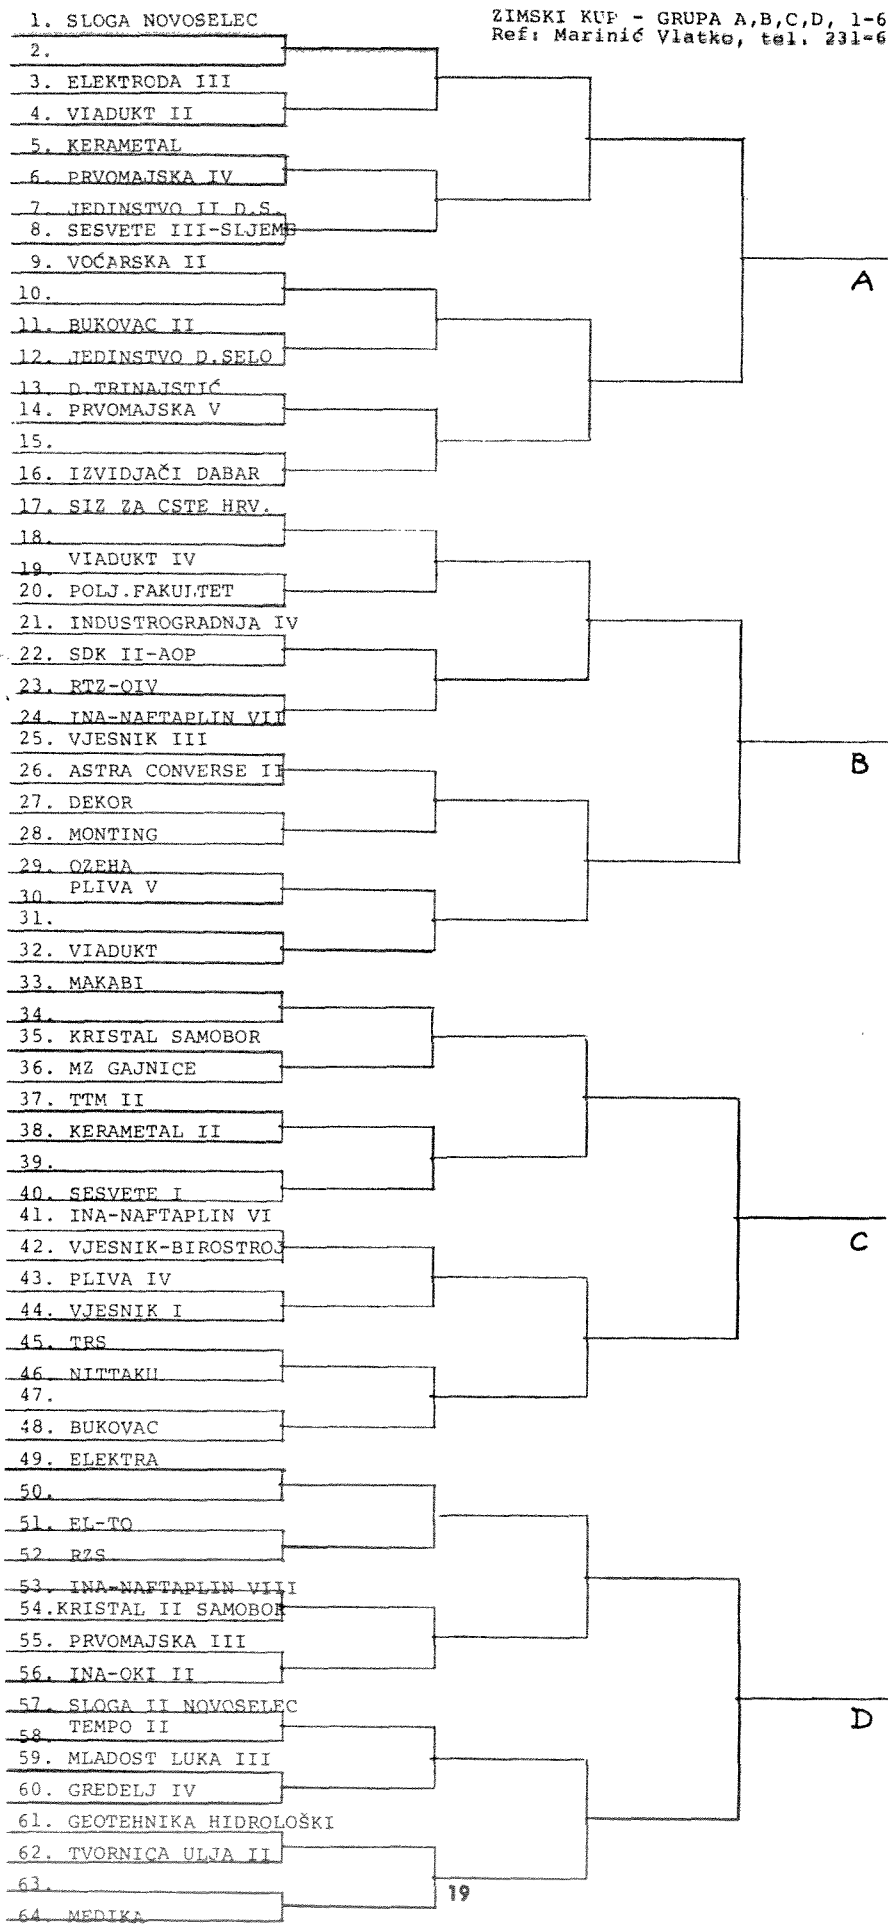 ZIMSKI KUP - GRUPA A,B,C,D, 1-6
Ref: Marinić Vlatko, tel. 231-6
1. SLOGA NOVOSELEC
2.
3. ELEKTRODA III
4. VIADUKT II
5. KERAMETAL
6. PRVOMAJSKA IV
7. JEDINSTVO II D.S.
8. SESVETE III-SLJEME
9. VOĆARSKA II
10.
11. BUKOVAC II
12. JEDINSTVO D.SELO
13. D.TRINAJSTIĆ
14. PRVOMAJSKA V
15.
16. IZVIDJAČI DABAR
A
17. SIZ ZA CSTE HRV.
18.
19. VIADUKT IV
20. POLJ.FAKULTET
21. INDUSTROGRADNJA IV
22. SDK II-AOP
23. RTZ-OIV
24. INA-NAFTAPLIN VII
25. VJESNIK III
26. ASTRA CONVERSE II
27. DEKOR
28. MONTING
29. OZEHA
30. PLIVA V
31.
32. VIADUKT
B
33. MAKABI
34.
35. KRISTAL SAMOBOR
36. MZ GAJNICE
37. TTM II
38. KERAMETAL II
39.
40. SESVETE I
41. INA-NAFTAPLIN VI
42. VJESNIK-BIROSTROJ
43. PLIVA IV
44. VJESNIK I
45. TRS
46. NITTAKU
47.
48. BUKOVAC
C
49. ELEKTRA
50.
51. EL-TO
52. RZS
53. INA-NAFTAPLIN VIII
54.KRISTAL II SAMOBOR
55. PRVOMAJSKA III
56. INA-OKI II
57. SLOGA II NOVOSELEC
58. TEMPO II
59. MLADOST LUKA III
60. GREDELJ IV
61. GEOTEHNIKA HIDROLOŠKI
62. TVORNICA ULJA II
63.
64. MEDIKA
D
19